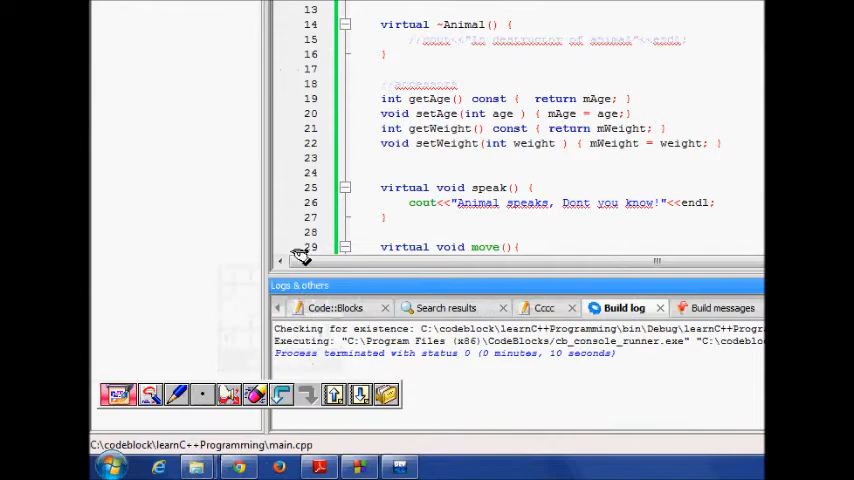 13
14 virtual ~Animal() {
15 //cout<<"In destructor of animal"<<endl;
16 }
17
18 //accessors
19 int getAge() const { return mAge; }
20 void setAge(int age ) { mAge = age;}
21 int getWeight() const { return mWeight; }
22 void setWeight(int weight ) { mWeight = weight; }
23
24
25 virtual void speak() {
26 cout<<"Animal speaks, Dont you know!"<<endl;
27 }
28
29 virtual void move(){
Logs & others
Code::Blocks Search results Cccc Build log Build messages
Checking for existence: C:\codeblock\learnC++Programming\bin\Debug\learnC++Progra
Executing: "C:\Program Files (x86)\CodeBlocks/cb_console_runner.exe" "C:\codebloc
Process terminated with status 0 (0 minutes, 10 seconds)
C:\codeblock\learnC++Programming\main.cpp